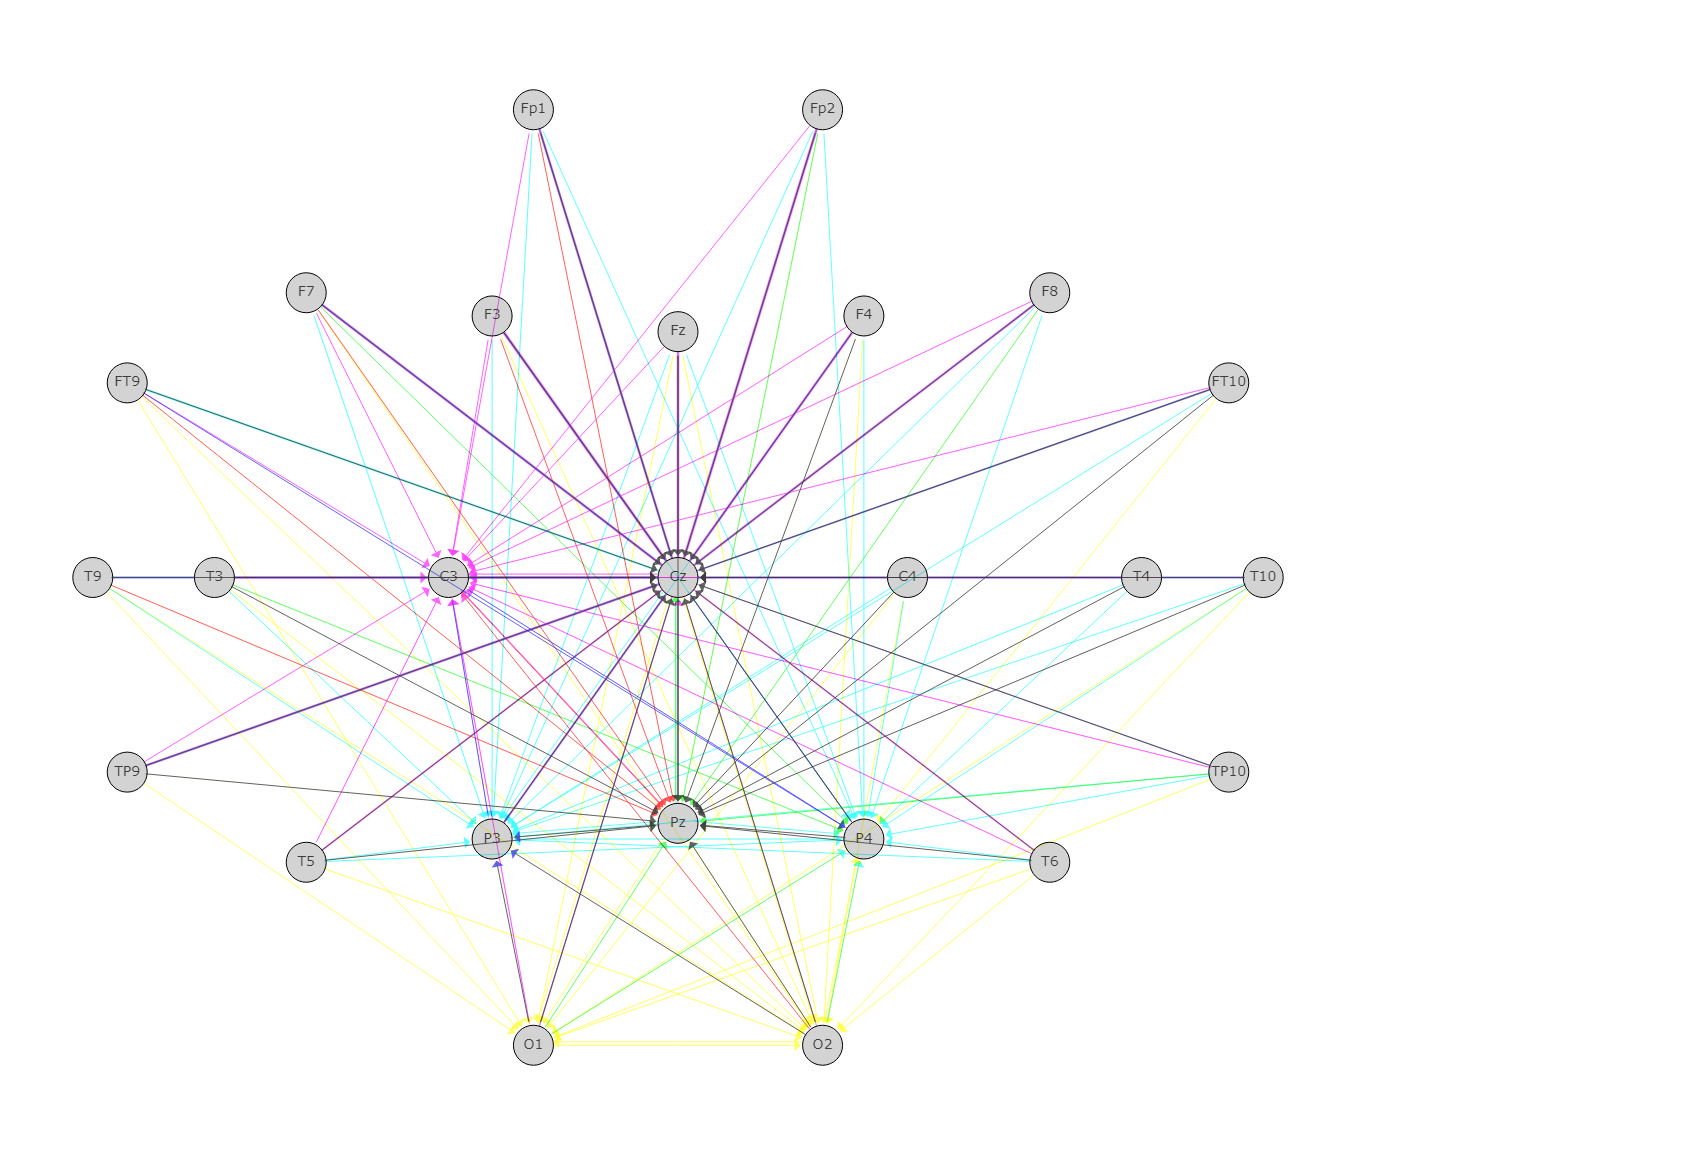 Fp1 Fp2
F7 F3 Fz F4 F8
FT9 FT10
T9 T3 C3 Cz C4 T4 T10
TP9 TP10
T5 P3 Pz P4 T6
O1 O2